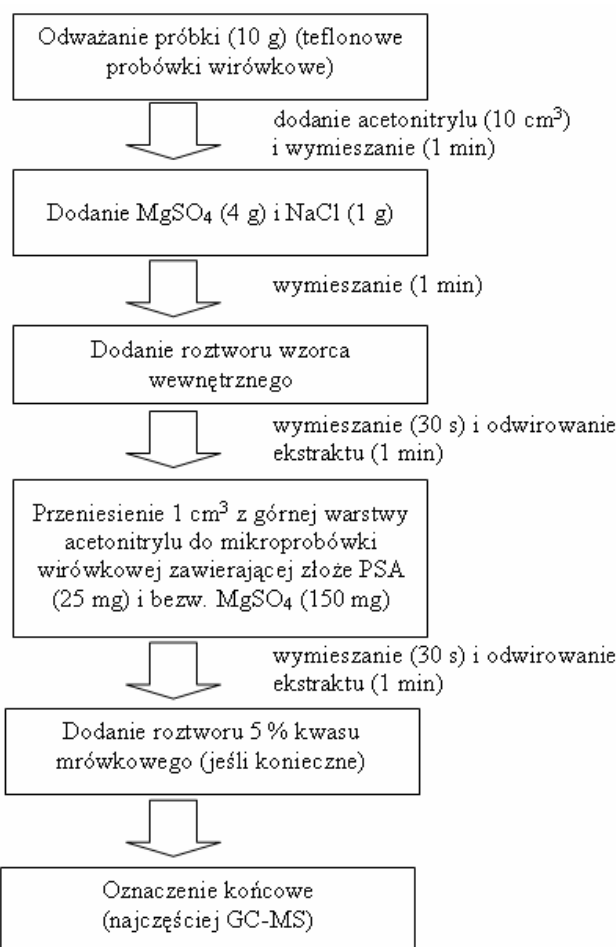 Odważanie próbki (10 g) (teflonowe
probówki wirówkowe)
dodanie acetonitrylu (10 cm³)
i wymieszanie (1 min)
Dodanie MgSO₄ (4 g) i NaCl (1 g)
wymieszanie (1 min)
Dodanie roztworu wzorca
wewnętrznego
wymieszanie (30 s) i odwirowanie
ekstraktu (1 min)
Przeniesienie 1 cm³ z górnej warstwy
acetonitrylu do mikroprobówki
wirówkowej zawierającej złoże PSA
(25 mg) i bezw. MgSO₄ (150 mg)
wymieszanie (30 s) i odwirowanie
ekstraktu (1 min)
Dodanie roztworu 5 % kwasu
mrówkowego (jeśli konieczne)
Oznaczenie końcowe
(najczęściej GC-MS)